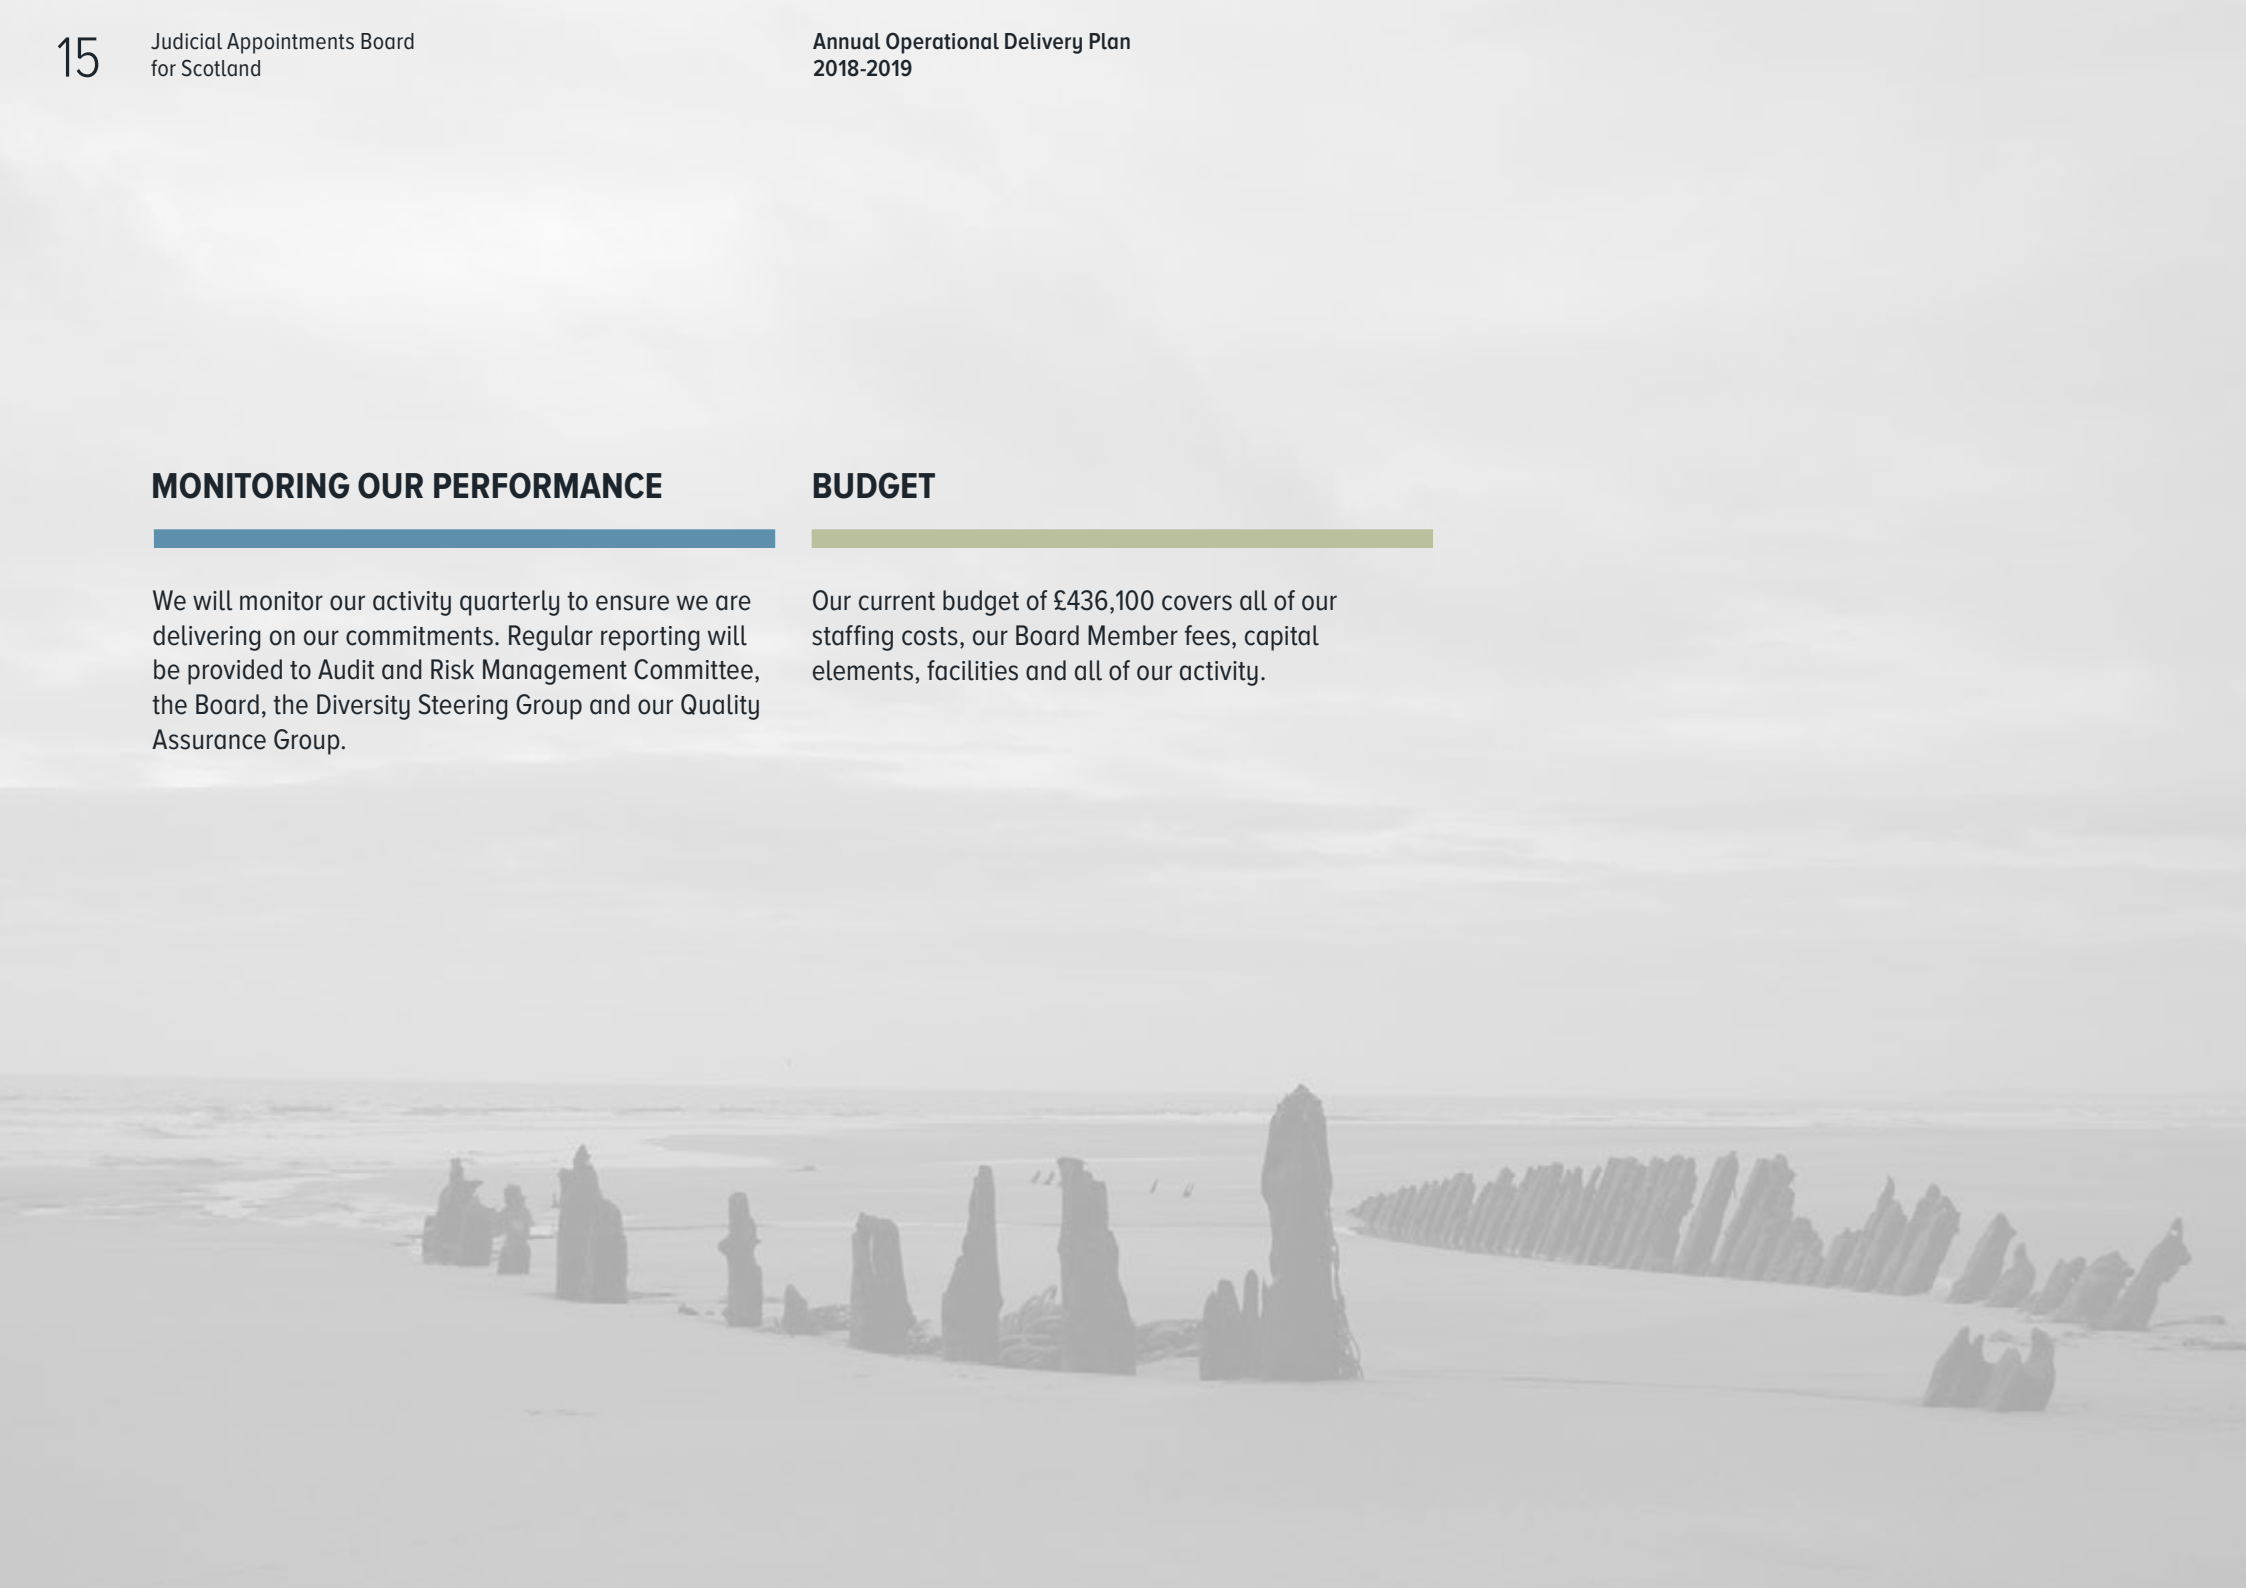 15
Judicial Appointments Board
for Scotland
Annual Operational Delivery Plan
2018-2019
MONITORING OUR PERFORMANCE
We will monitor our activity quarterly to ensure we are
delivering on our commitments. Regular reporting will
be provided to Audit and Risk Management Committee,
the Board, the Diversity Steering Group and our Quality
Assurance Group.
BUDGET
Our current budget of £436,100 covers all of our
staffing costs, our Board Member fees, capital
elements, facilities and all of our activity.